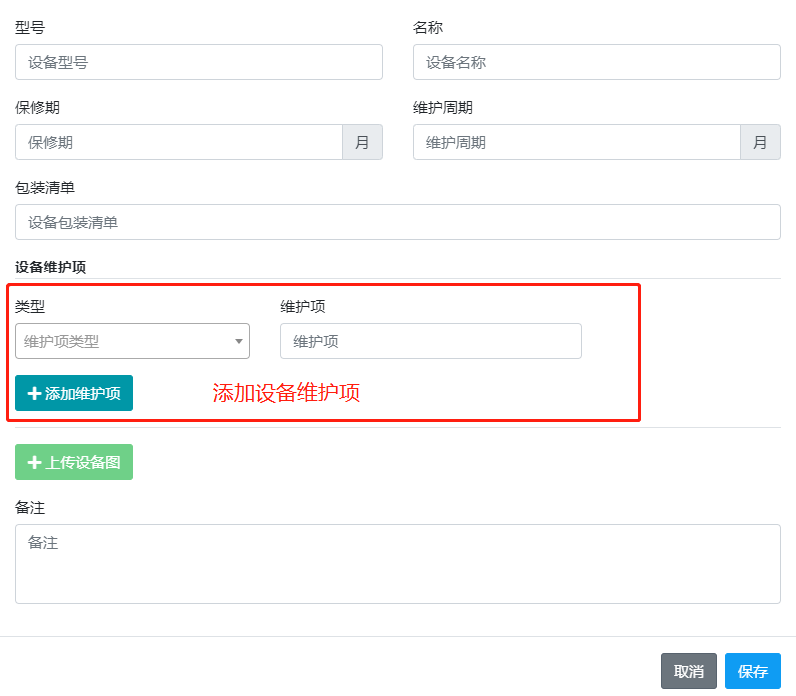 型号 名称
设备型号 设备名称
保修期 维护周期
保修期 月 维护周期 月
包装清单
设备包装清单
设备维护项
类型 维护项
维护项类型 维护项
添加维护项 添加设备维护项
上传设备图
备注
备注
取消 保存